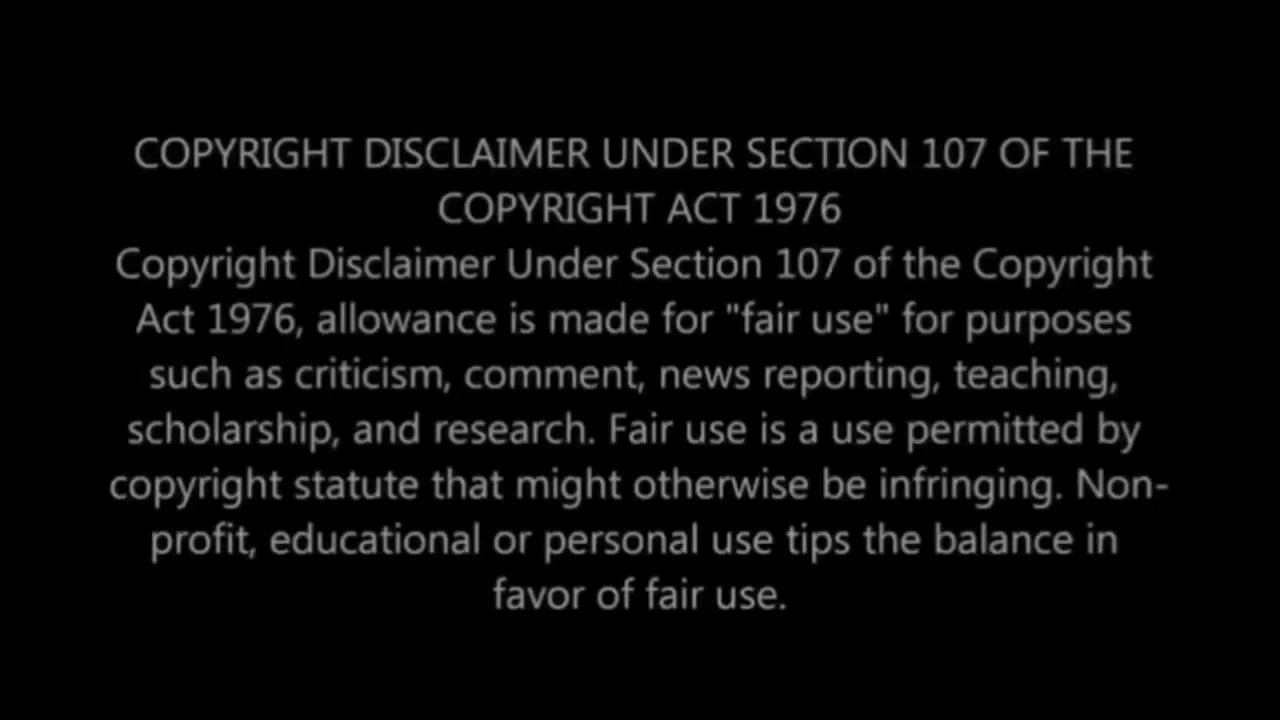 COPYRIGHT DISCLAIMER UNDER SECTION 107 OF THE
COPYRIGHT ACT 1976
Copyright Disclaimer Under Section 107 of the Copyright
Act 1976, allowance is made for "fair use" for purposes
such as criticism, comment, news reporting, teaching,
scholarship, and research. Fair use is a use permitted by
copyright statute that might otherwise be infringing. Non-
profit, educational or personal use tips the balance in
favor of fair use.